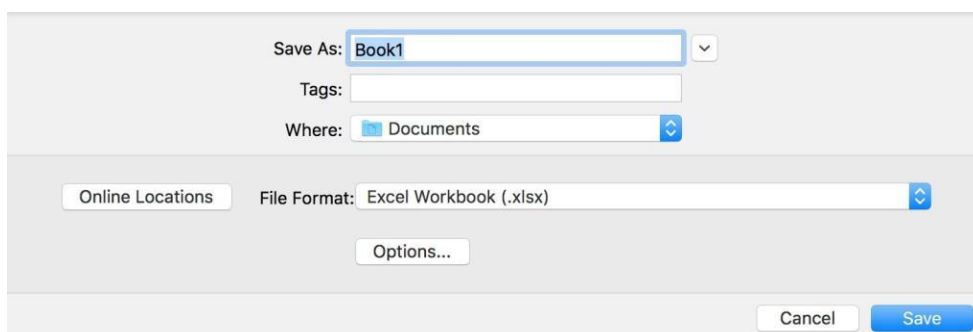 Save As: Book1
Tags:
Where: Documents
Online Locations File Format: Excel Workbook (.xlsx)
Options...
Cancel Save